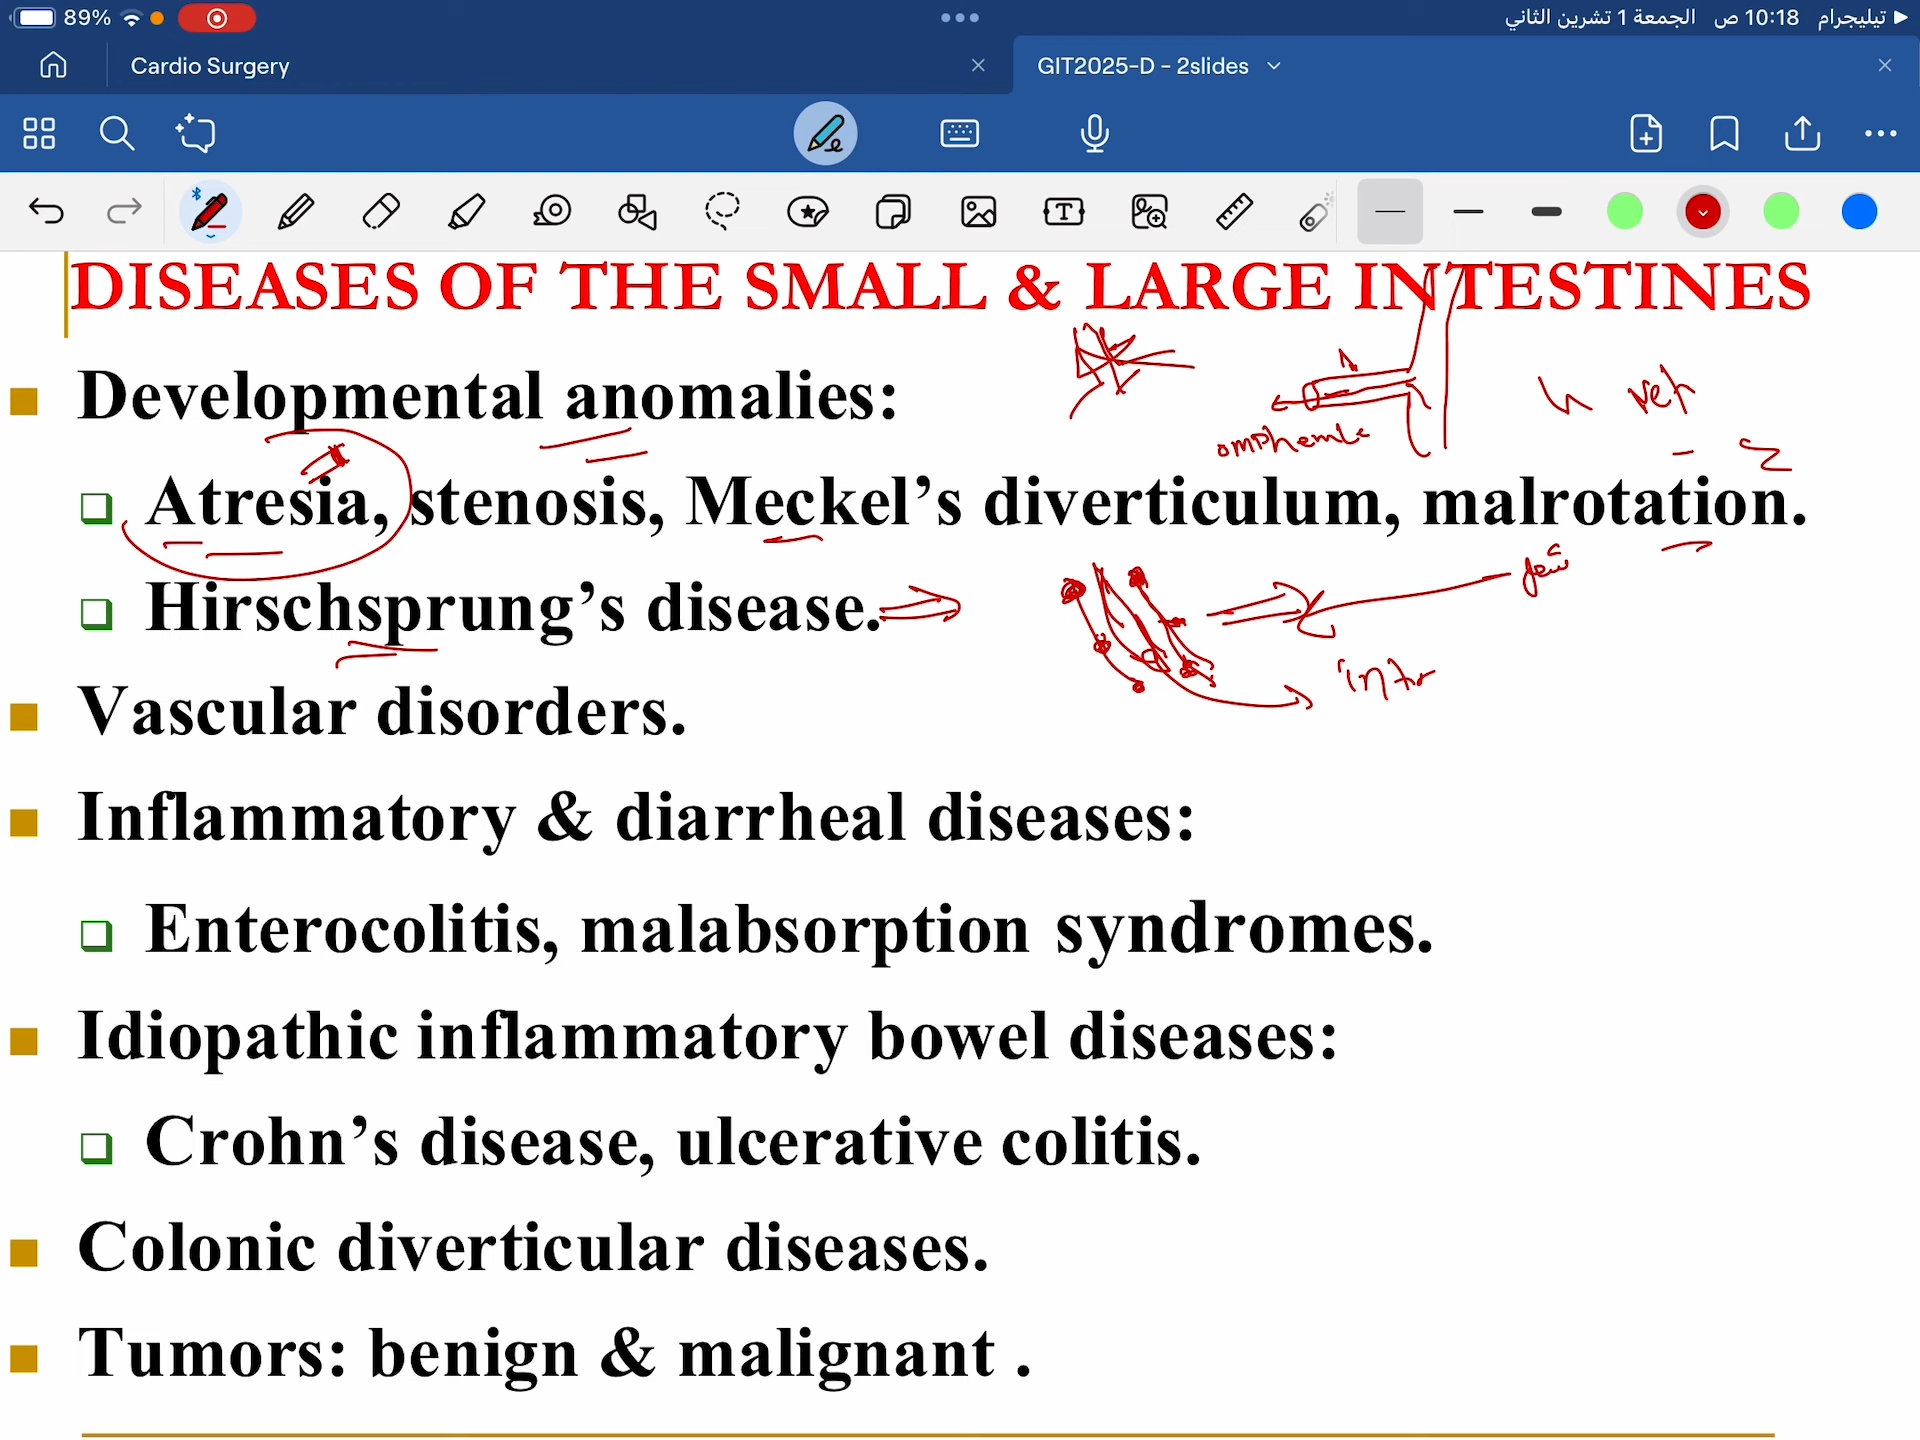 89%
الجمعة 1 تشرين الثاني 10:18 ص تيليجرام
Cardio Surgery
GIT2025-D - 2slides
DISEASES OF THE SMALL & LARGE INTESTINES
Developmental anomalies:
Atresia, stenosis, Meckel’s diverticulum, malrotation.
Hirschsprung’s disease.
Vascular disorders.
Inflammatory & diarrheal diseases:
Enterocolitis, malabsorption syndromes.
Idiopathic inflammatory bowel diseases:
Crohn’s disease, ulcerative colitis.
Colonic diverticular diseases.
Tumors: benign & malignant .